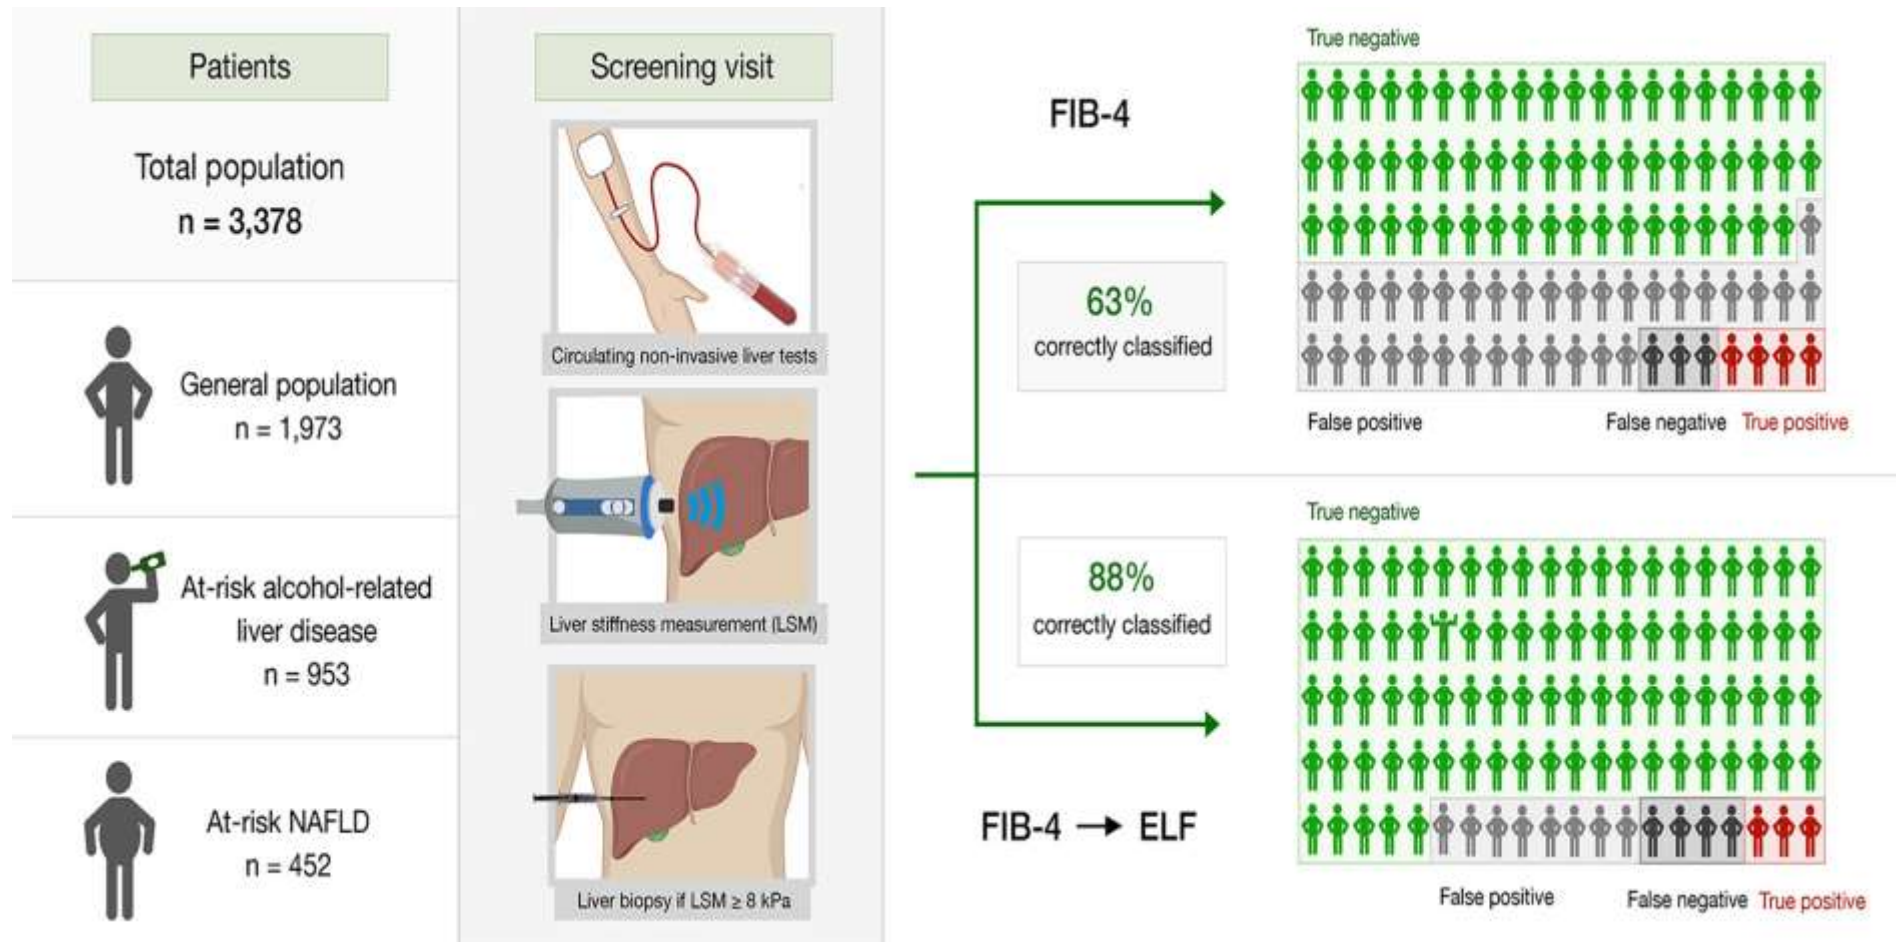 Patients
Total population
n = 3,378
General population
n = 1,973
At-risk alcohol-related
liver disease
n = 953
At-risk NAFLD
n = 452
Screening visit
Circulating non-invasive liver tests
Liver stiffness measurement (LSM)
Liver biopsy if LSM ≥ 8 kPa
FIB-4
63%
correctly classified
True negative
False positive
False negative
True positive
88%
correctly classified
FIB-4 → ELF
True negative
False positive
False negative
True positive